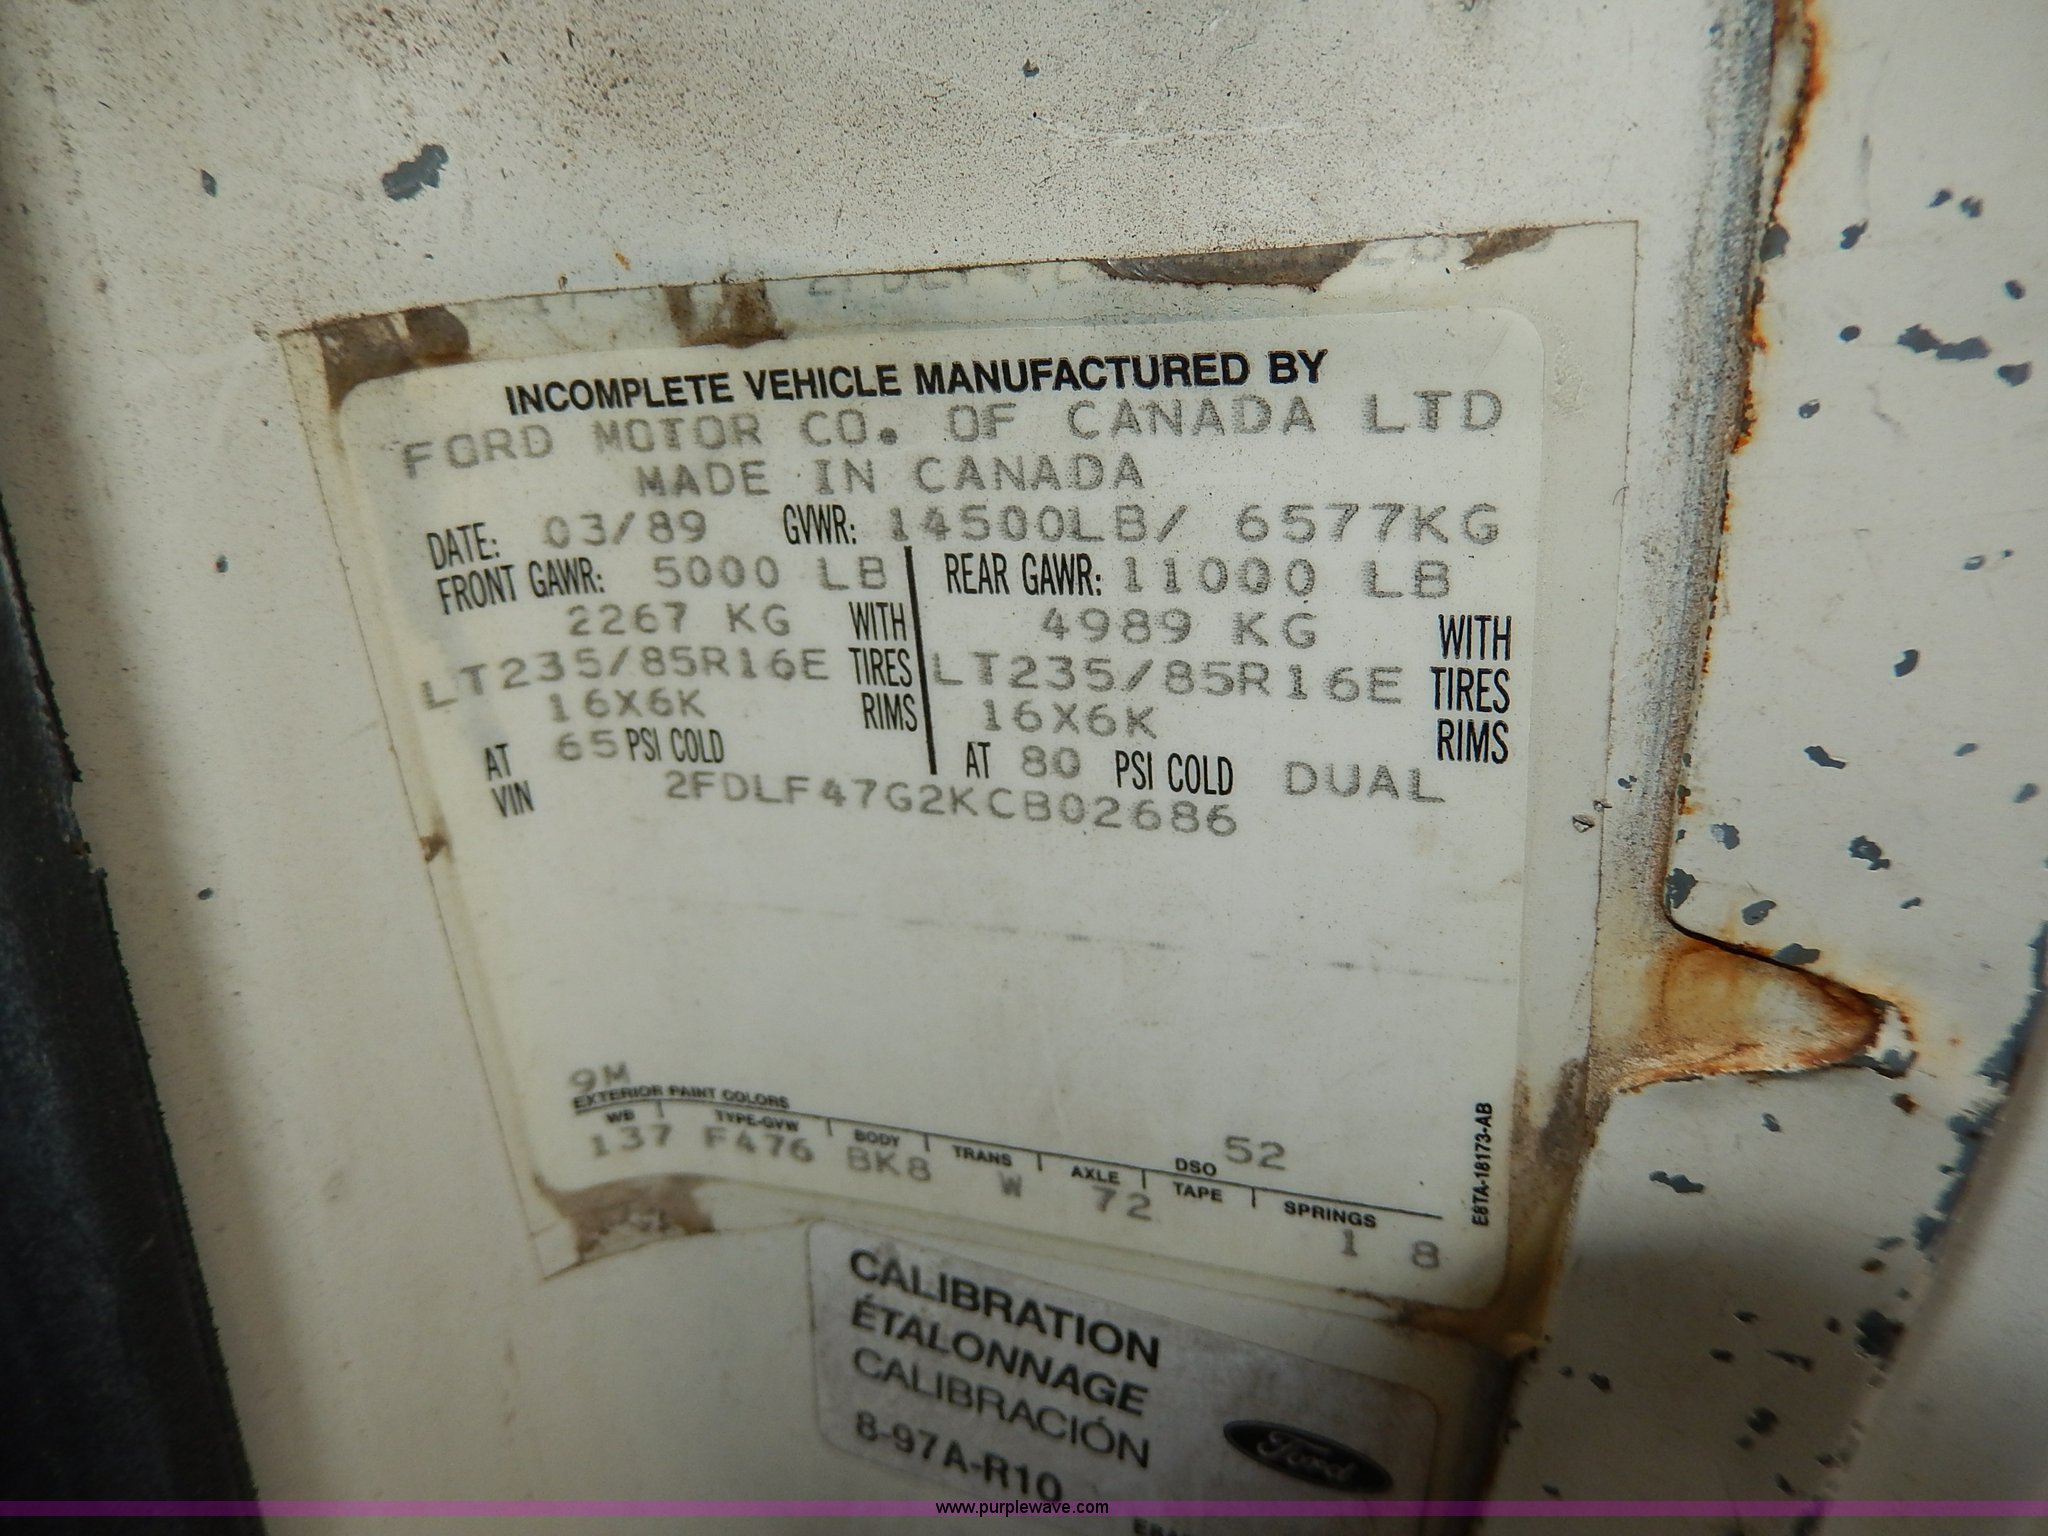 INCOMPLETE VEHICLE MANUFACTURED BY
FORD MOTOR CO. OF CANADA LTD
MADE IN CANADA
DATE: 03/89 GVWR: 14500LB/ 6577KG
FRONT GAWR: 5000 LB REAR GAWR: 11000 LB
2267 KG WITH 4989 KG WITH
LT235/85R16E TIRES LT235/85R16E TIRES
16X6K RIMS 16X6K RIMS
AT 65 PSI COLD AT 80 PSI COLD DUAL
VIN 2FDLF47G2KCB02686
9M
EXTERIOR PAINT COLORS DSO 52
WB TYPE-GVW BODY TRANS AXLE TAPE SPRINGS
137 F476 BK8 W 72 1 8
E8TA-18173-AB
CALIBRATION
ÉTALONNAGE
CALIBRACIÓN
8-97A-R10
Ford
www.purplewave.com